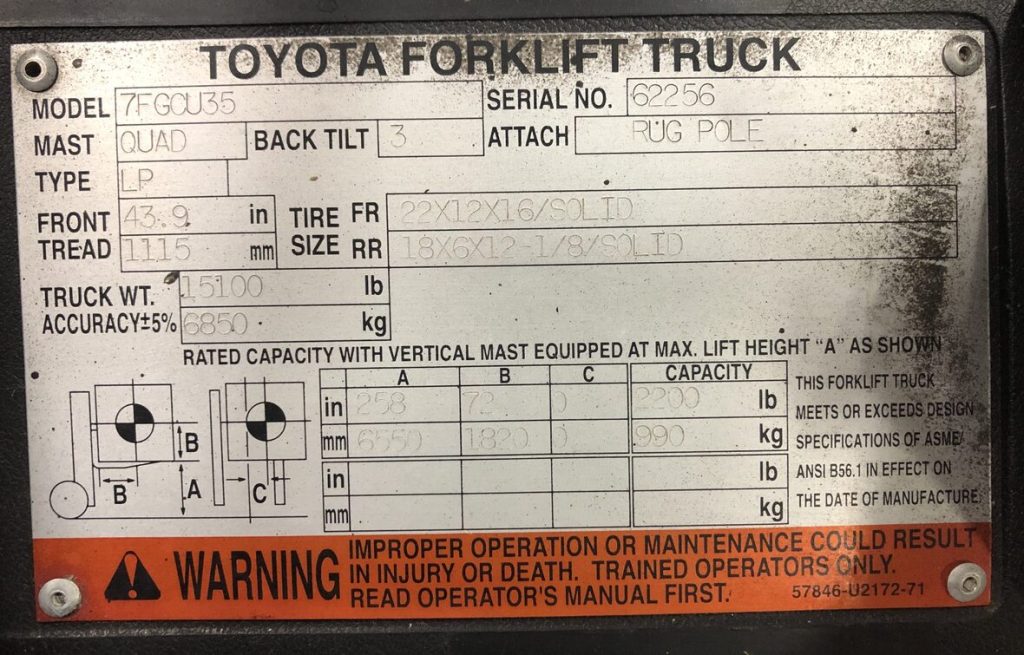 TOYOTA FORKLIFT TRUCK
MODEL 7FGCU35 SERIAL NO. 62256
MAST QUAD BACK TILT 3 ATTACH RUG POLE
TYPE LP
FRONT TREAD 43.9 in 1115 mm
TIRE SIZE FR 22X12X16/SOLID
RR 18X6X12-1/8/SOLID
TRUCK WT. 15100 lb
ACCURACY±5% 6850 kg
RATED CAPACITY WITH VERTICAL MAST EQUIPPED AT MAX. LIFT HEIGHT "A" AS SHOWN
A B C CAPACITY
in 258 72 0 2200 lb
mm 6550 1820 0 990 kg
in lb
mm kg
B
B A C
THIS FORKLIFT TRUCK
MEETS OR EXCEEDS DESIGN
SPECIFICATIONS OF ASME/
ANSI B56.1 IN EFFECT ON
THE DATE OF MANUFACTURE.
WARNING
IMPROPER OPERATION OR MAINTENANCE COULD RESULT
IN INJURY OR DEATH. TRAINED OPERATORS ONLY.
READ OPERATOR'S MANUAL FIRST. 57846-U2172-71